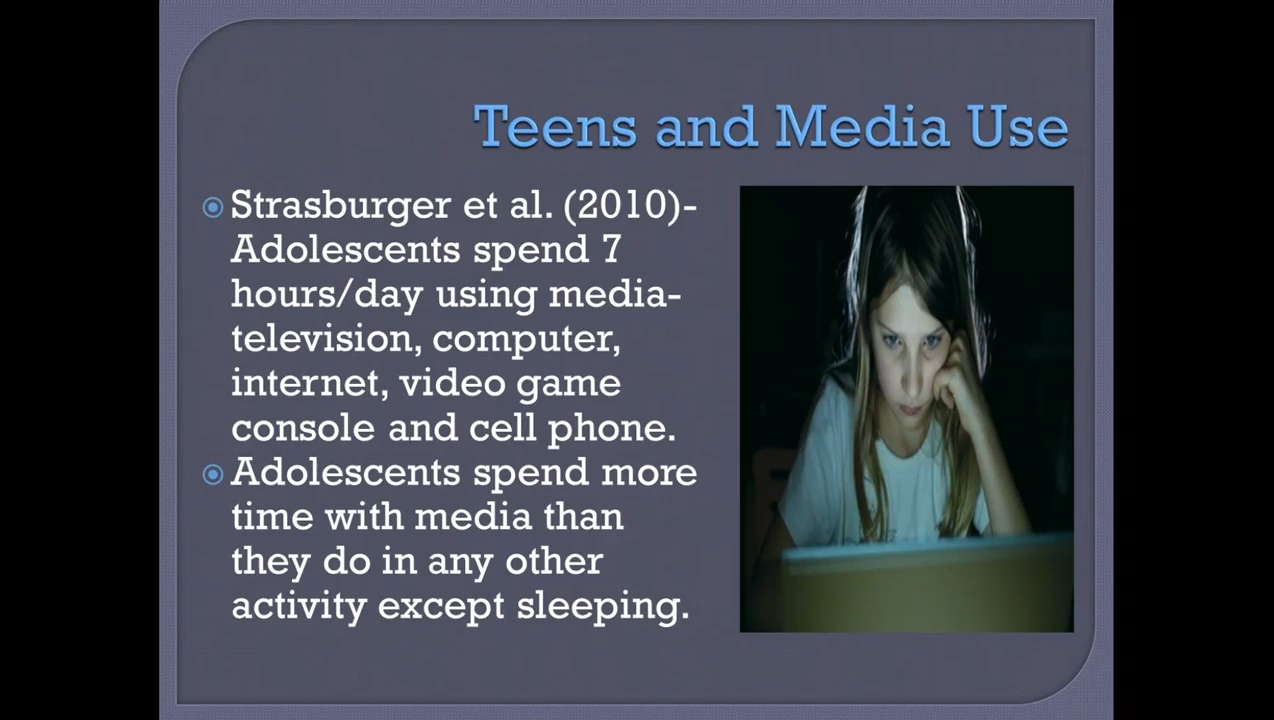 Teens and Media Use
Strasburger et al. (2010)-
Adolescents spend 7
hours/day using media-
television, computer,
internet, video game
console and cell phone.
Adolescents spend more
time with media than
they do in any other
activity except sleeping.